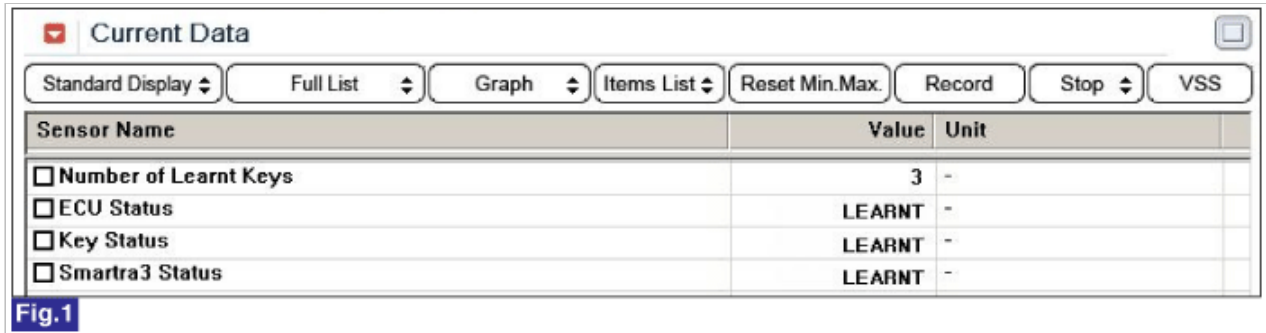 Current Data
Standard Display Full List Graph Items List Reset Min.Max. Record Stop VSS
Sensor Name Value Unit
Number of Learnt Keys 3 -
ECU Status LEARNT -
Key Status LEARNT -
Smartra3 Status LEARNT -
Fig.1